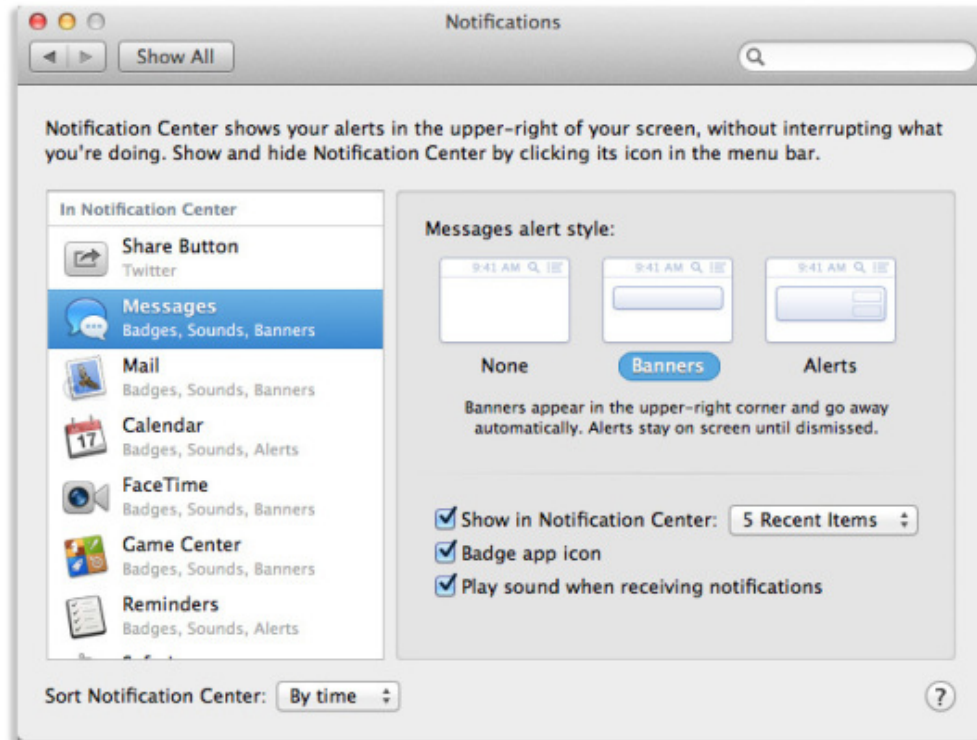 Notifications
Show All
Notification Center shows your alerts in the upper-right of your screen, without interrupting what
you're doing. Show and hide Notification Center by clicking its icon in the menu bar.
In Notification Center
Share Button
Twitter
Messages
Badges, Sounds, Banners
Mail
Badges, Sounds, Banners
Calendar
17
Badges, Sounds, Alerts
FaceTime
Badges, Sounds, Banners
Game Center
Badges, Sounds, Banners
Reminders
Badges, Sounds, Alerts
Messages alert style:
9:41 AM 9:41 AM 9:41 AM
None Banners Alerts
Banners appear in the upper-right corner and go away
automatically. Alerts stay on screen until dismissed.
Show in Notification Center: 5 Recent Items
Badge app icon
Play sound when receiving notifications
Sort Notification Center: By time ?